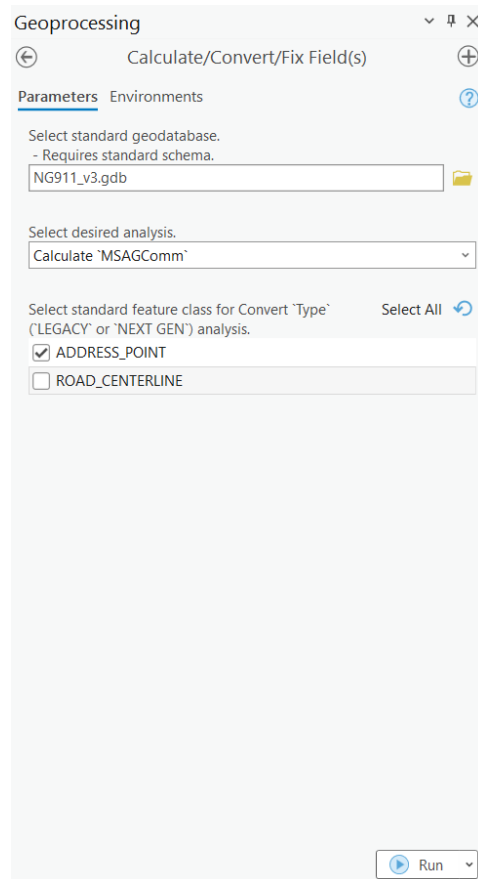 Geoprocessing
Calculate/Convert/Fix Field(s)
Parameters Environments
Select standard geodatabase.
- Requires standard schema.
NG911_v3.gdb
Select desired analysis.
Calculate `MSAGComm`
Select standard feature class for Convert `Type` Select All
(`LEGACY` or `NEXT GEN`) analysis.
ADDRESS_POINT
ROAD_CENTERLINE
Run